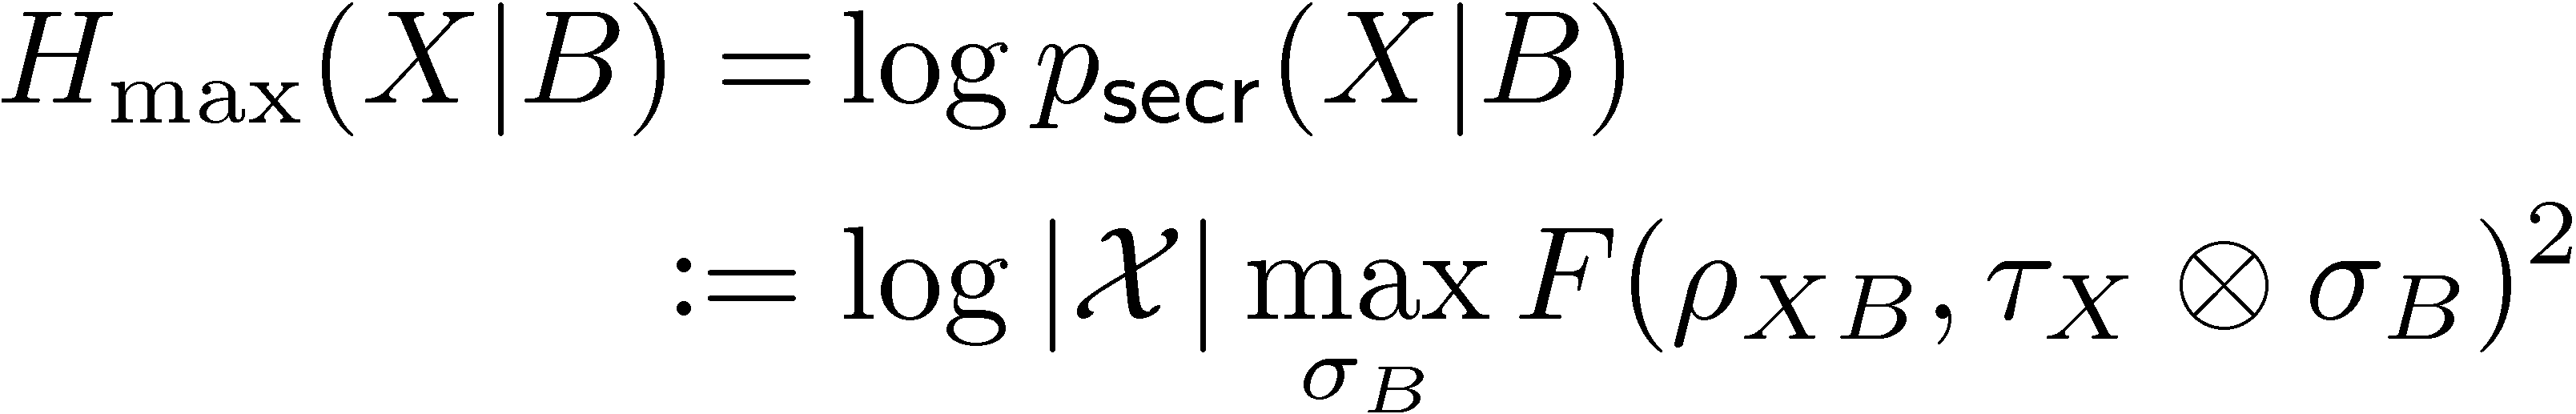 H_max(X|B) = log p_secr(X|B)
:= log |𝒳| max_{σ_B} F(ρ_{XB}, τ_X ⊗ σ_B)²